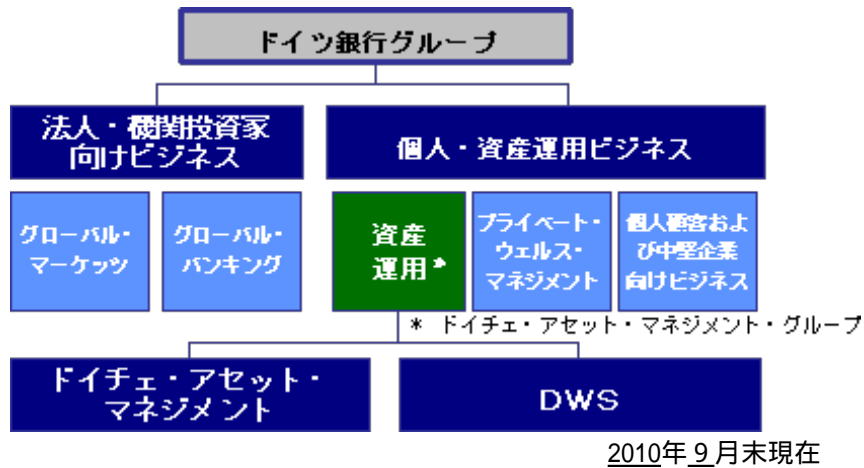 ドイツ銀行グループ
法人・機関投資家
向けビジネス
個人・資産運用ビジネス
グローバル・
マーケッツ
グローバル・
バンキング
資産
運用*
プライベート・
ウェルス・
マネジメント
個人顧客およ
び中堅企業
向けビジネス
* ドイチェ・アセット・マネジメント・グループ
ドイチェ・アセット・
マネジメント
DWS
2010年9月末現在